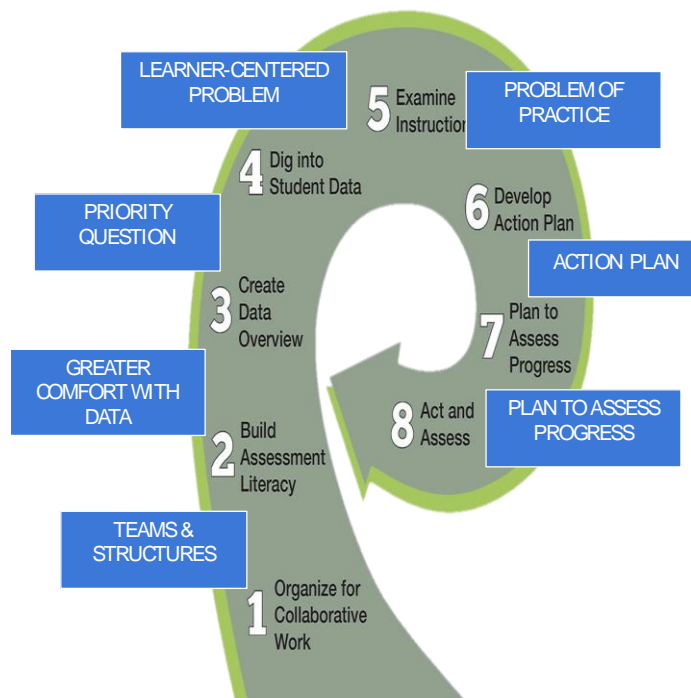 LEARNER-CENTERED
PROBLEM
5 Examine
Instruction
PROBLEM OF
PRACTICE
4 Dig into
Student Data
6 Develop
Action Plan
PRIORITY
QUESTION
ACTION PLAN
3 Create
Data
Overview
7 Plan to
Assess
Progress
GREATER
COMFORT WITH
DATA
8 Act and
Assess
PLAN TO ASSESS
PROGRESS
2 Build
Assessment
Literacy
TEAMS &
STRUCTURES
1 Organize for
Collaborative
Work